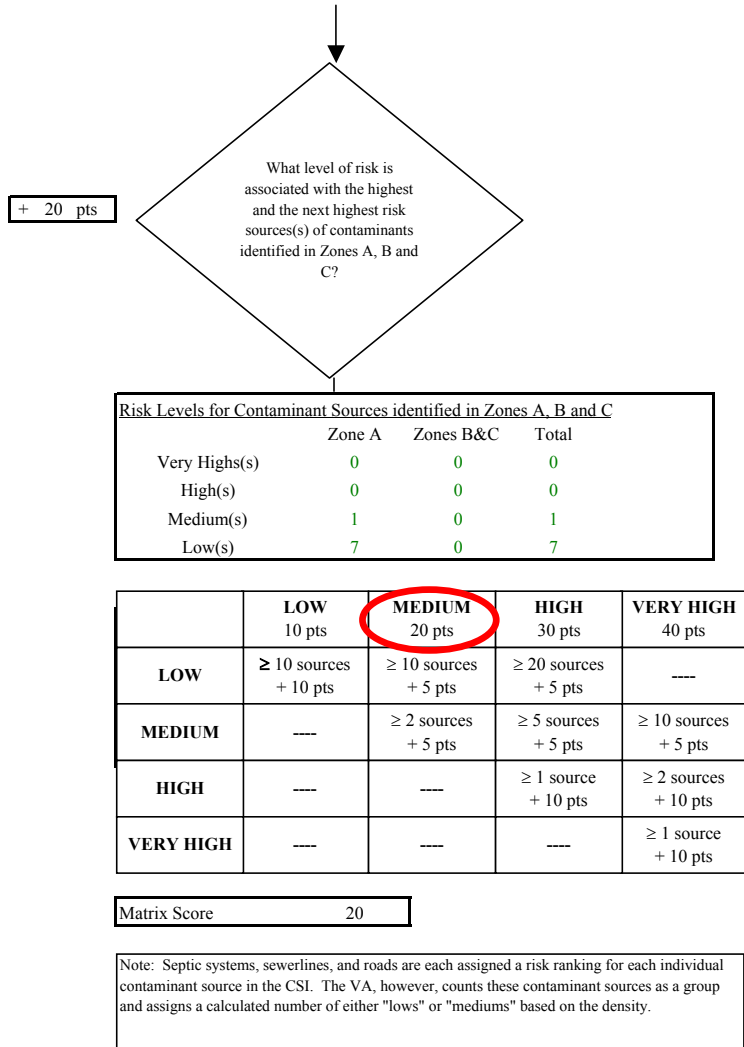 What level of risk is
associated with the highest
and the next highest risk
sources(s) of contaminants
identified in Zones A, B and
C?
+ 20 pts
Risk Levels for Contaminant Sources identified in Zones A, B and C
Zone A Zones B&C Total
Very Highs(s) 0 0 0
High(s) 0 0 0
Medium(s) 1 0 1
Low(s) 7 0 7
LOW MEDIUM HIGH VERY HIGH
10 pts 20 pts 30 pts 40 pts
LOW ≥ 10 sources ≥ 10 sources ≥ 20 sources ----
+ 10 pts + 5 pts + 5 pts
MEDIUM ---- ≥ 2 sources ≥ 5 sources ≥ 10 sources
+ 5 pts + 5 pts + 5 pts
HIGH ---- ---- ≥ 1 source ≥ 2 sources
+ 10 pts + 10 pts
VERY HIGH ---- ---- ---- ≥ 1 source
+ 10 pts
Matrix Score 20
Note: Septic systems, sewerlines, and roads are each assigned a risk ranking for each individual
contaminant source in the CSI. The VA, however, counts these contaminant sources as a group
and assigns a calculated number of either "lows" or "mediums" based on the density.